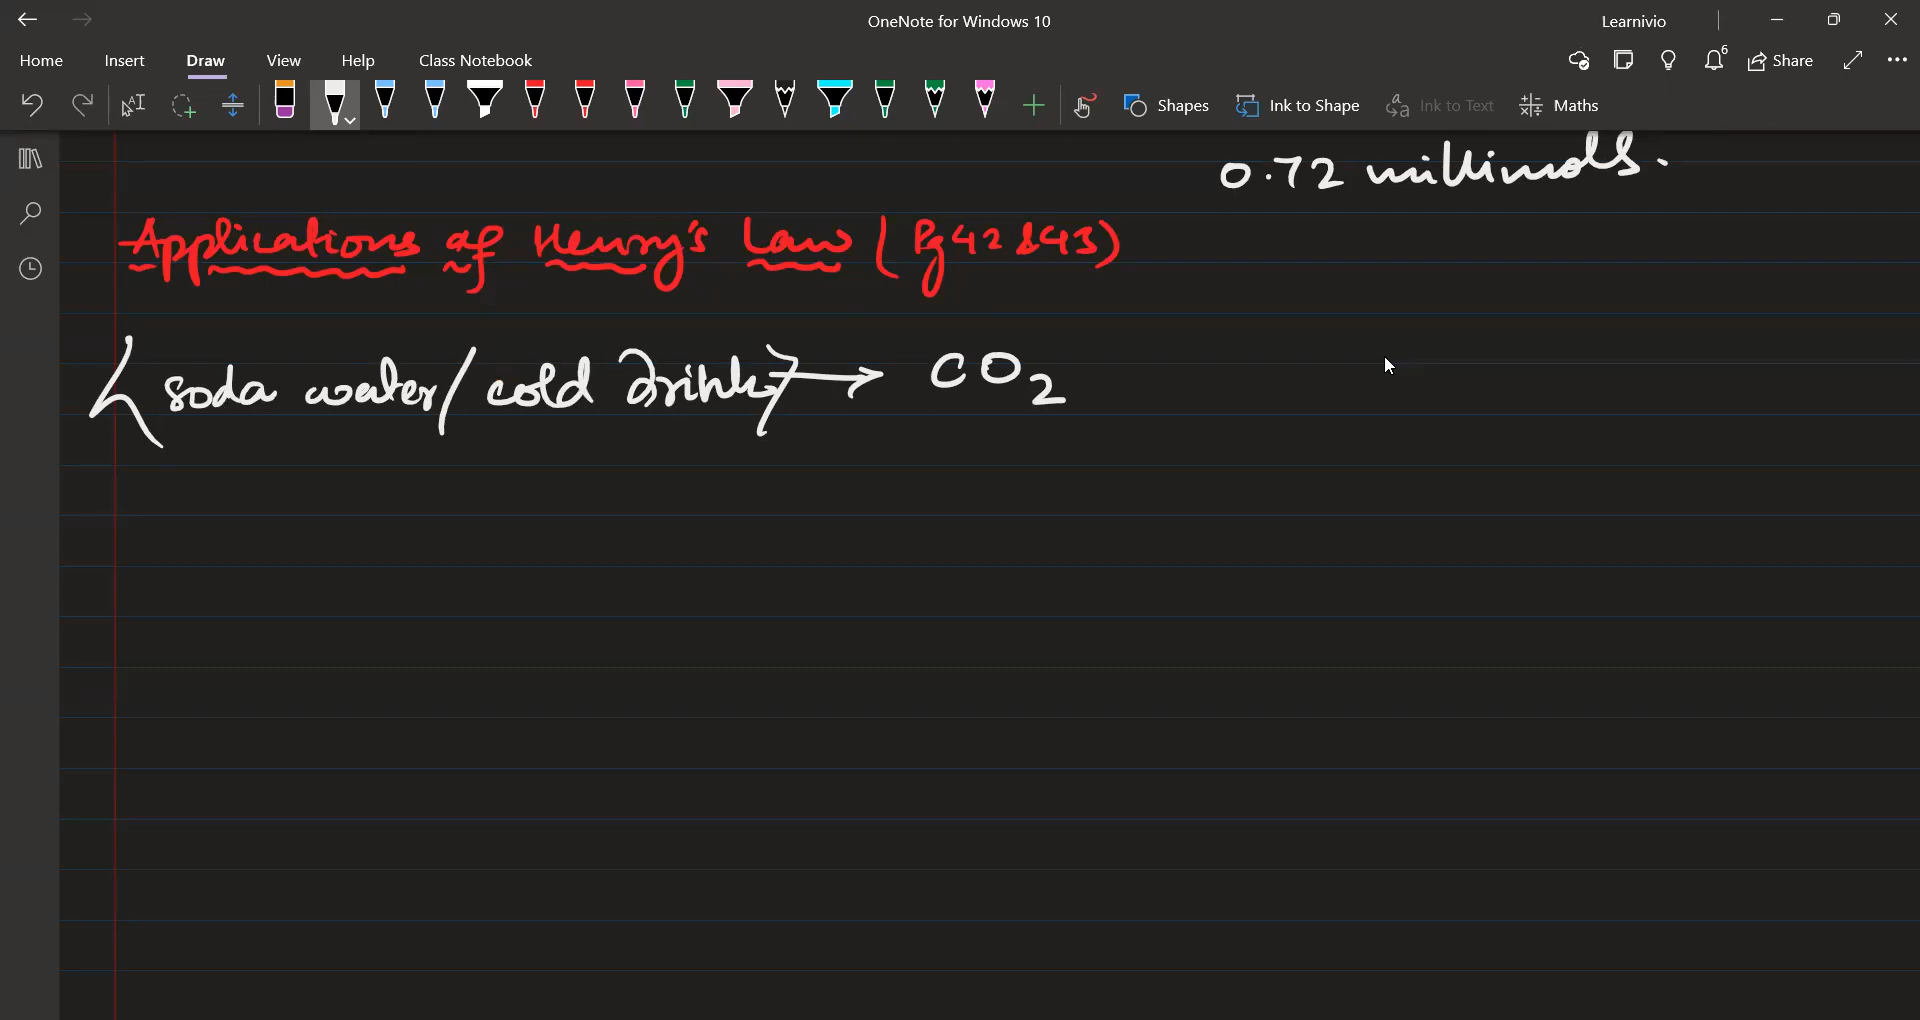 OneNote for Windows 10
Learnivio
Home Insert Draw View Help Class Notebook
6 Share
Shapes Ink to Shape Ink to Text Maths
0.72 millimols.
Applications of Henry's Law (Pg 42 & 43)
soda water/cold drink → CO2